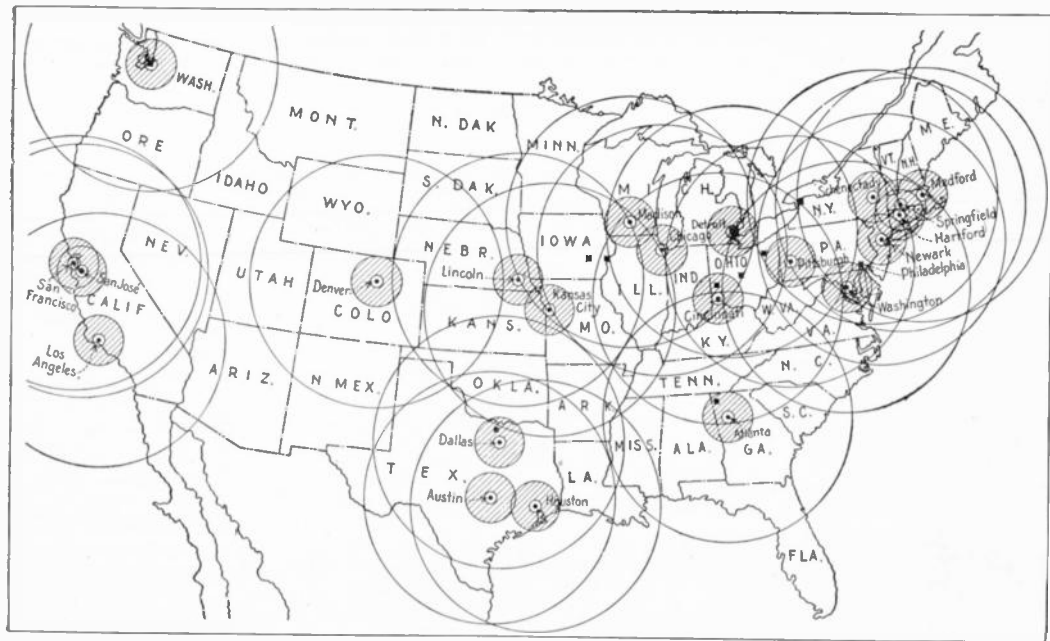 WASH.
MONT.
N. DAK
MINN.
ORE
IDAHO
S. DAK.
WYO.
NEV.
UTAH
NEBR.
Lincoln
IOWA
MICH.
Madison
Chicago
Detroit
M.E.
VT.
N.H.
Schenectady
Medford
N.Y.
Springfield
Hartford
Newark
Philadelphia
P A.
Pittsburgh
OHIO
IND
ILL.
San Jose
San Francisco
CALIF
Denver
COLO
KANS.
Kansas City
MO.
Cincinnati
W. VA.
V A.
Washington
KY.
Los Angeles
ARIZ.
N MEX.
OKLA.
ARK.
TENN.
N. C.
S.C.
Dallas
Atlanta
MISS.
ALA.
GA.
TEX.
LA.
Austin
Houston
FLA.